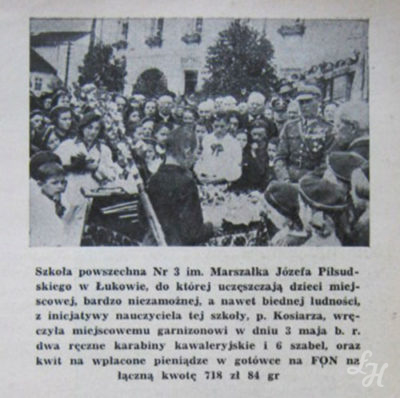 Szkoła powszechna Nr 3 im. Marszałka Józefa Piłsud-
skiego w Łukowie, do której uczęszczają dzieci miej-
scowej, bardzo niezamożnej, a nawet biednej ludności,
z inicjatywy nauczyciela tej szkoły, p. Kosiarza, wrę-
czyła miejscowemu garnizonowi w dniu 3 maja b. r.
dwa ręczne karabiny kawaleryjskie i 6 szabel, oraz
kwit na wpłacone pieniądze w gotówce na FON na
łączną kwotę 718 zł 84 gr
ŁH